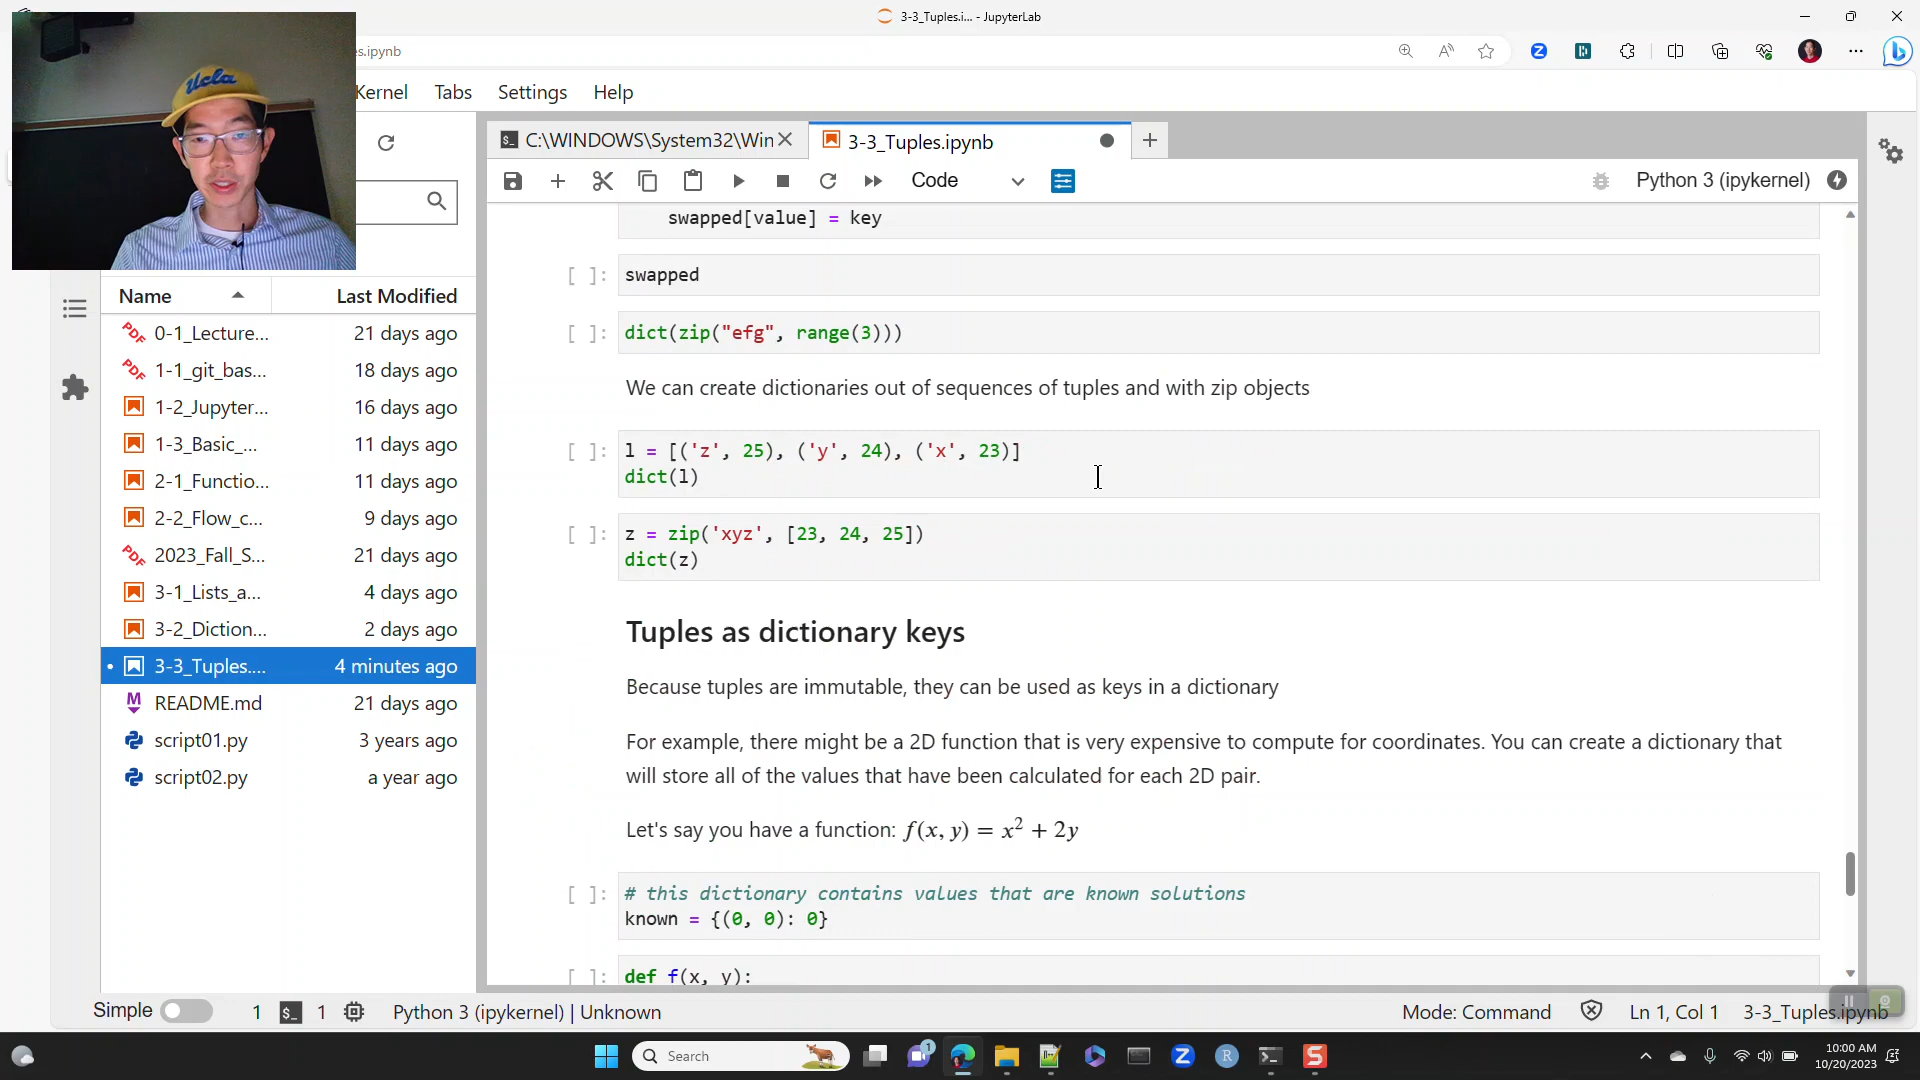 Ucla
3-3_Tuples.i... - JupyterLab
es.ipynb
Kernel Tabs Settings Help
C:\WINDOWS\System32\Win
3-3_Tuples.ipynb
Code
Python 3 (ipykernel)
Name Last Modified
0-1_Lecture... 21 days ago
1-1_git_bas... 18 days ago
1-2_Jupyter... 16 days ago
1-3_Basic_... 11 days ago
2-1_Functio... 11 days ago
2-2_Flow_c... 9 days ago
2023_Fall_S... 21 days ago
3-1_Lists_a... 4 days ago
3-2_Diction... 2 days ago
3-3_Tuples.... 4 minutes ago
README.md 21 days ago
script01.py 3 years ago
script02.py a year ago
swapped[value] = key
[ ]: swapped
[ ]: dict(zip("efg", range(3)))
We can create dictionaries out of sequences of tuples and with zip objects
[ ]: l = [('z', 25), ('y', 24), ('x', 23)]
dict(l)
[ ]: z = zip('xyz', [23, 24, 25])
dict(z)
Tuples as dictionary keys
Because tuples are immutable, they can be used as keys in a dictionary
For example, there might be a 2D function that is very expensive to compute for coordinates. You can create a dictionary that
will store all of the values that have been calculated for each 2D pair.
Let's say you have a function: f(x, y) = x² + 2y
[ ]: # this dictionary contains values that are known solutions
known = {(0, 0): 0}
[ ]: def f(x, y):
Simple 1 $_ 1 Python 3 (ipykernel) | Unknown
Mode: Command Ln 1, Col 1 3-3_Tuples.ipynb
Search
1
10:00 AM
10/20/2023